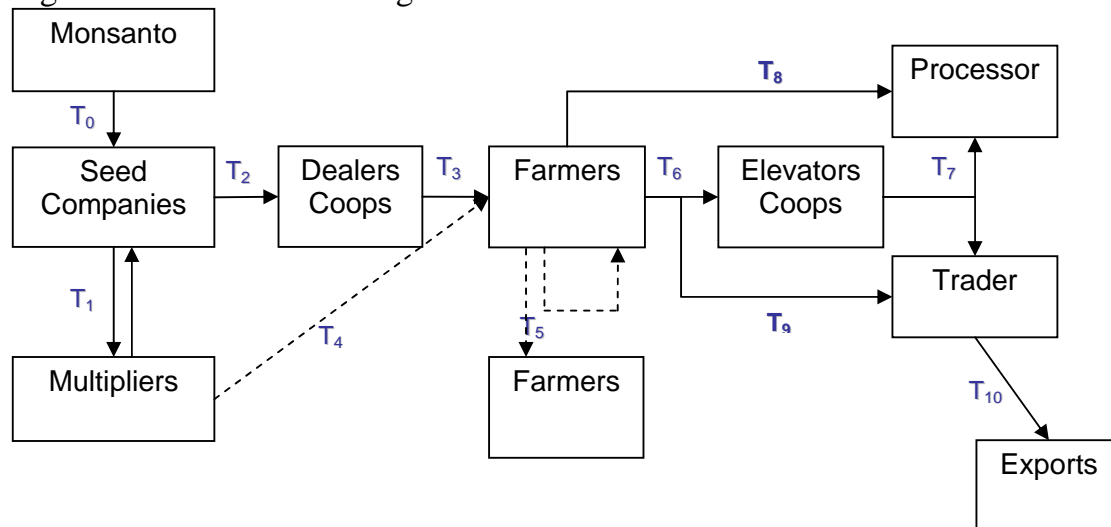 Monsanto
T8
Processor
T0
Seed
Companies
T2
Dealers
Coops
T3
Farmers
T6
Elevators
Coops
T7
T1
T4
T5
T9
Trader
Multipliers
Farmers
T10
Exports